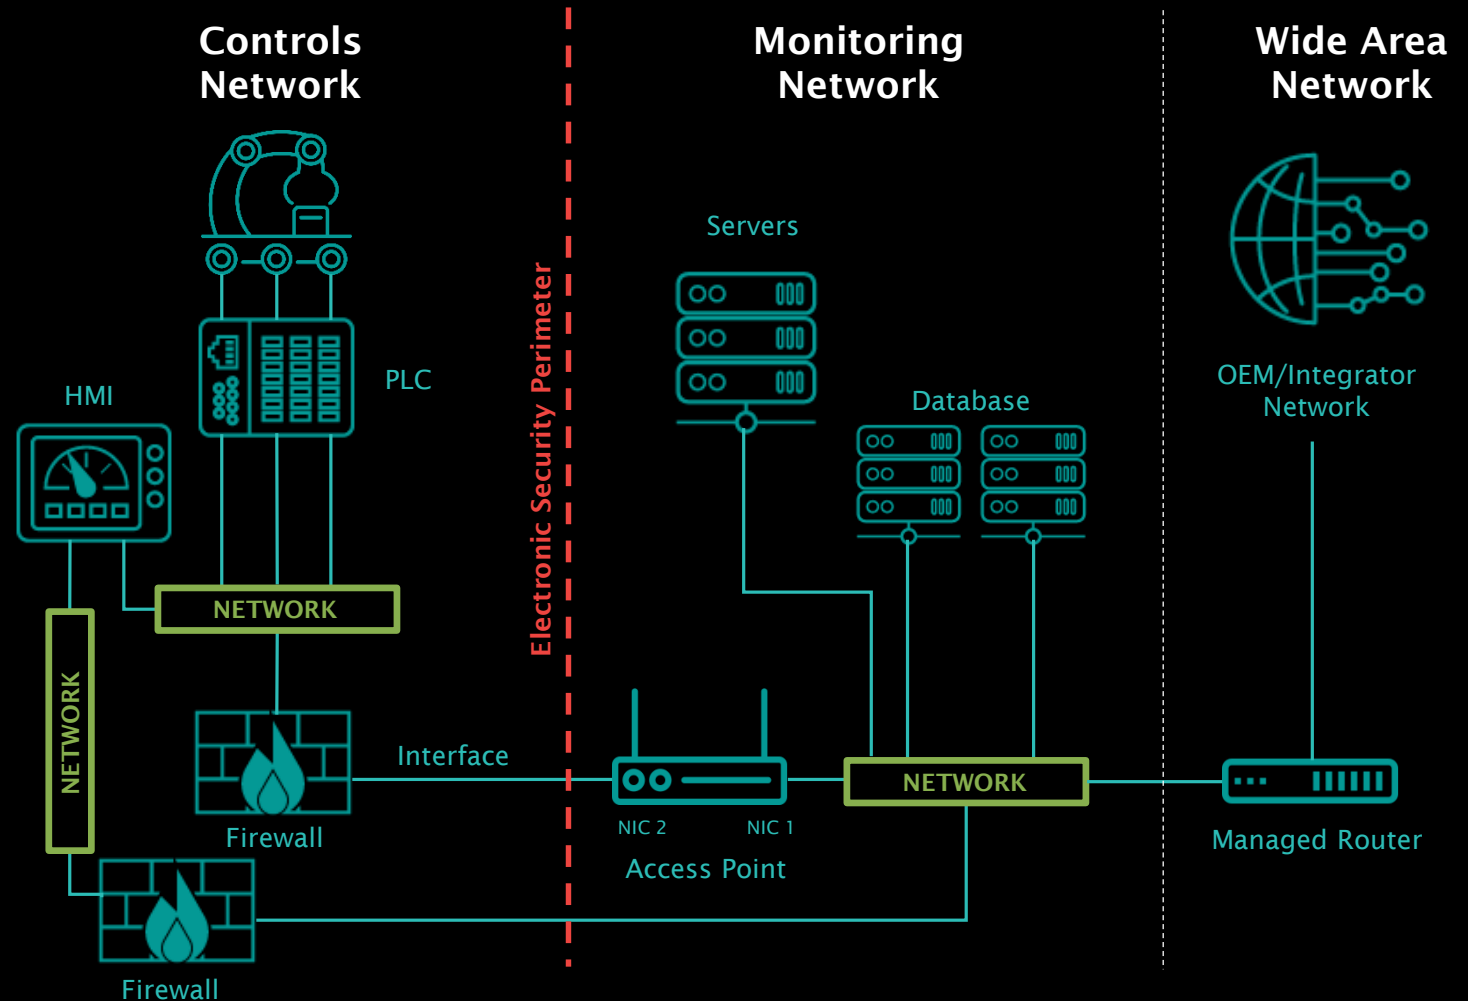 Controls
Network
Monitoring
Network
Wide Area
Network
Servers
PLC
HMI
Electronic Security Perimeter
Database
OEM/Integrator
Network
NETWORK
NETWORK
Interface
NETWORK
Firewall
NIC 2
NIC 1
Access Point
Managed Router
Firewall